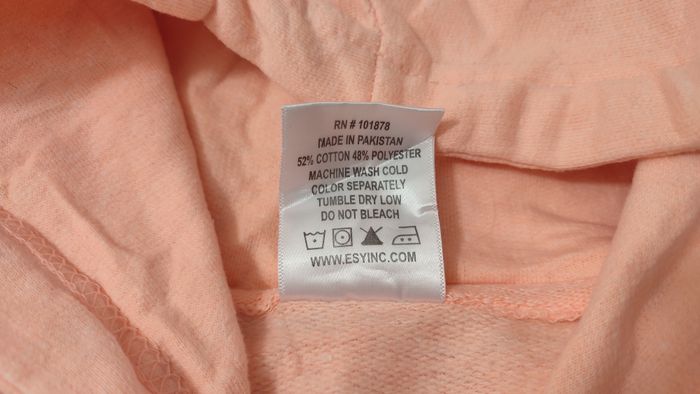 RN # 101878
MADE IN PAKISTAN
52% COTTON 48% POLYESTER
MACHINE WASH COLD
COLOR SEPARATELY
TUMBLE DRY LOW
DO NOT BLEACH
WWW.ESYINC.COM